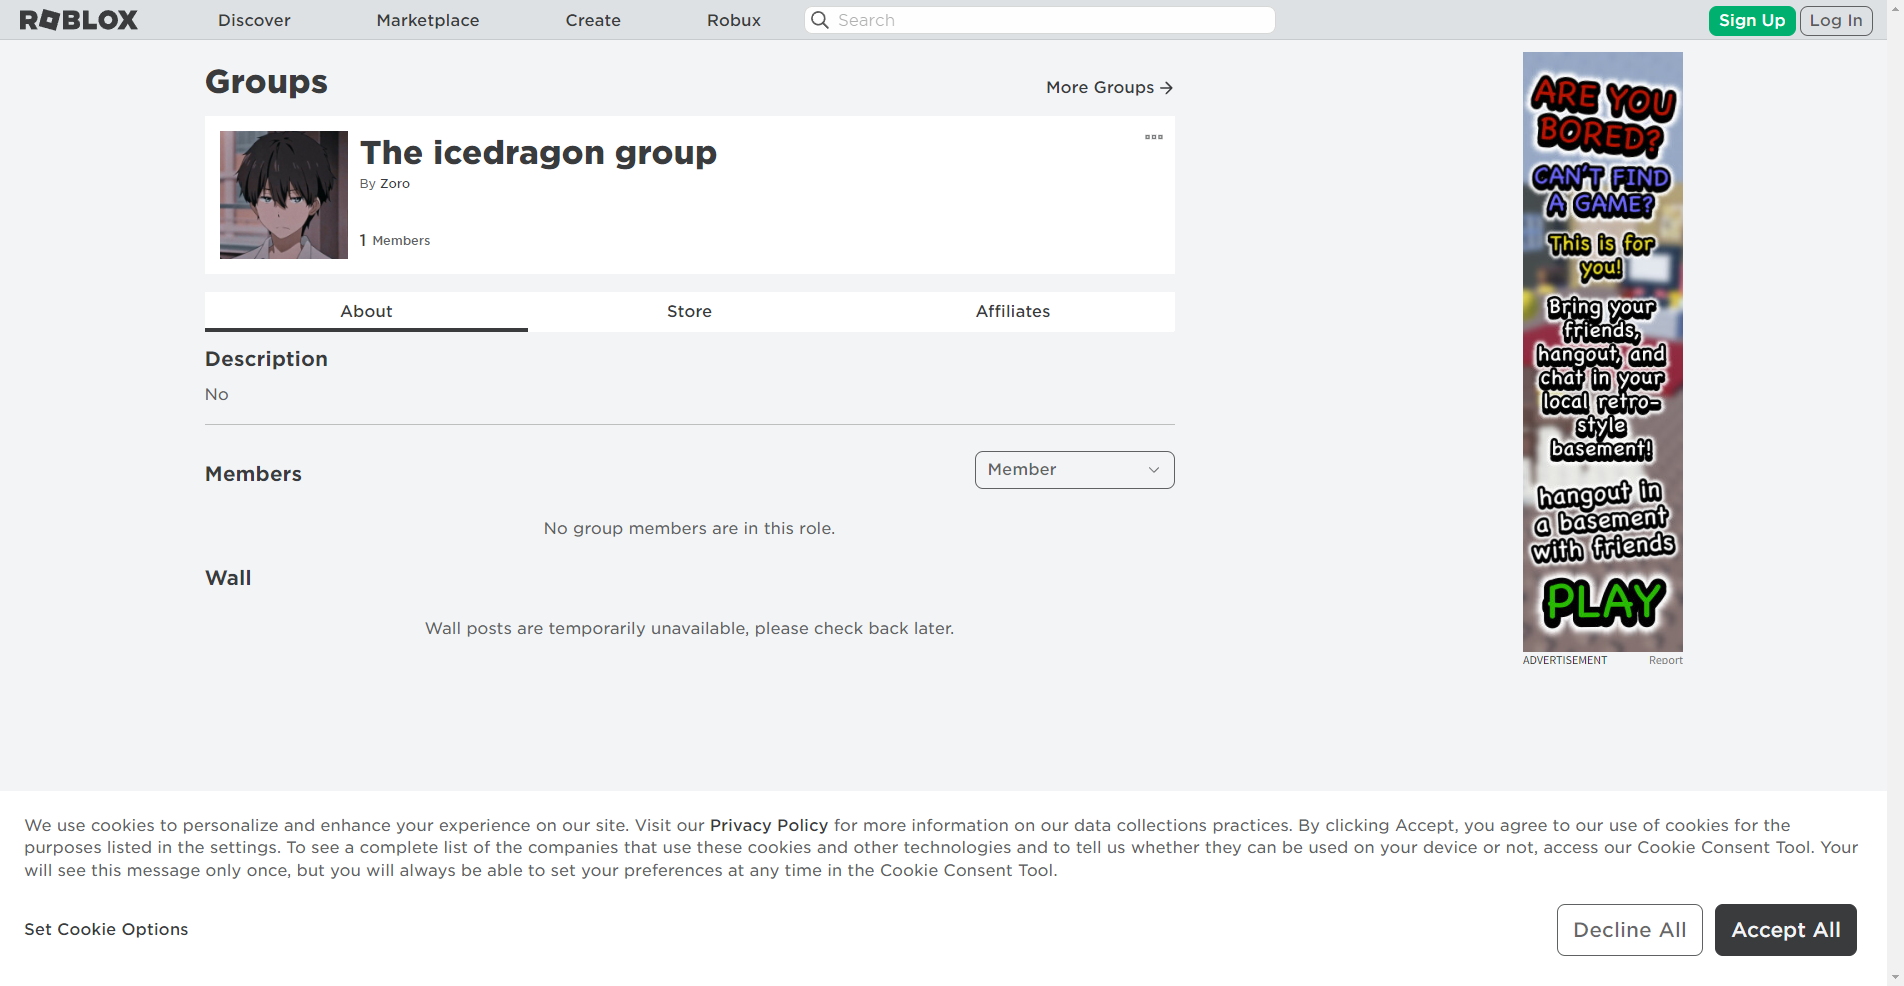 ROBLOX
Discover
Marketplace
Create
Robux
Search
Sign Up
Log In
Groups
More Groups
The icedragon group
By Zoro
1 Members
About
Store
Affiliates
Description
No
Members
Member
No group members are in this role.
Wall
Wall posts are temporarily unavailable, please check back later.
ARE YOU
BORED?
CAN'T FIND
A GAME?
This is for
you!
Bring your
friends,
hangout, and
chat in your
local retro-
style
basement!
hangout in
a basement
with friends
PLAY
ADVERTISEMENT
Report
We use cookies to personalize and enhance your experience on our site. Visit our Privacy Policy for more information on our data collections practices. By clicking Accept, you agree to our use of cookies for the
purposes listed in the settings. To see a complete list of the companies that use these cookies and other technologies and to tell us whether they can be used on your device or not, access our Cookie Consent Tool. Your
will see this message only once, but you will always be able to set your preferences at any time in the Cookie Consent Tool.
Set Cookie Options
Decline All
Accept All